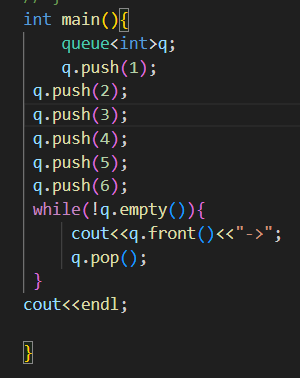 int main(){
queue<int>q;
q.push(1);
q.push(2);
q.push(3);
q.push(4);
q.push(5);
q.push(6);
while(!q.empty()){
cout<<q.front()<<"->";
q.pop();
}
cout<<endl;
}